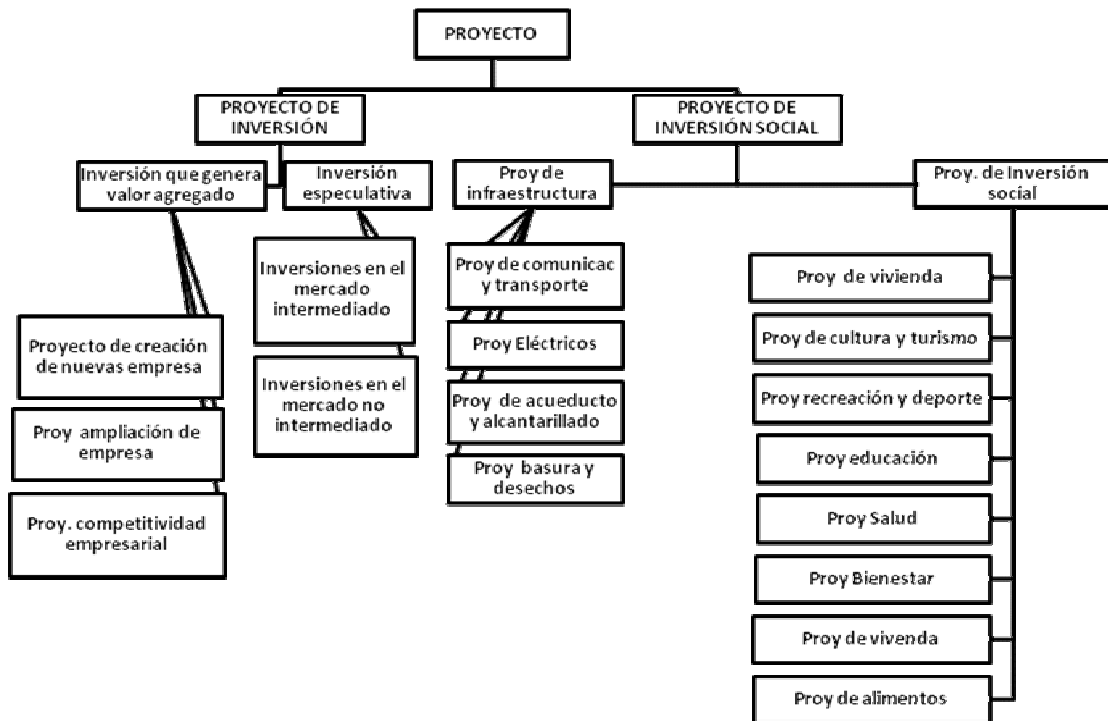 PROYECTO
PROYECTO DE
INVERSIÓN
PROYECTO DE
INVERSIÓN SOCIAL
Inversión que genera
valor agregado
Inversión
especulativa
Proy de
infraestructura
Proy. de Inversión
social
Proyecto de creación
de nuevas empresa
Proy ampliación de
empresa
Proy. competitividad
empresarial
Inversiones en el
mercado
intermediado
Inversiones en el
mercado no
intermediado
Proy de comunicac
y transporte
Proy Eléctricos
Proy de acueducto
y alcantarillado
Proy basura y
desechos
Proy de vivienda
Proy de cultura y turismo
Proy recreación y deporte
Proy educación
Proy Salud
Proy Bienestar
Proy de vivenda
Proy de alimentos